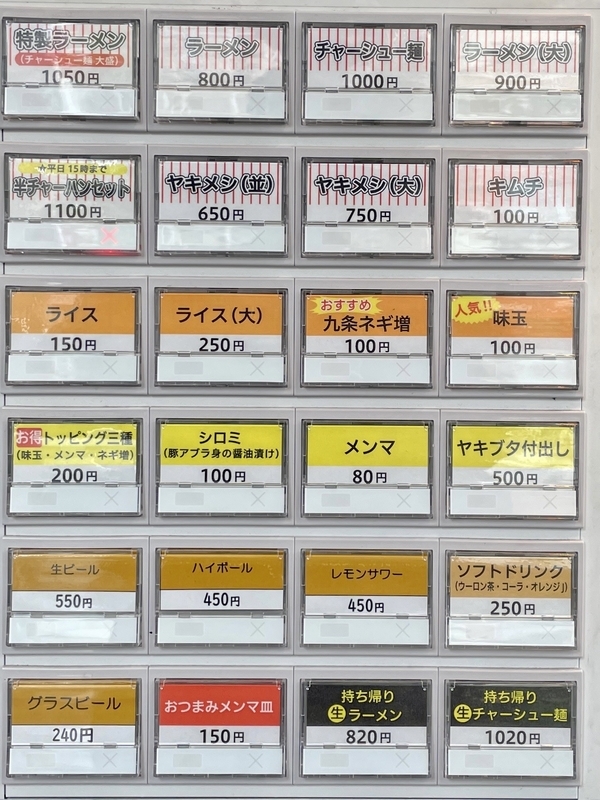 特製ラーメン
(チャーシュー麺 大盛)
1050円
ラーメン
800円
チャーシュー麺
1000円
ラーメン(大)
900円
☆平日15時まで
半チャーハンセット
1100円
ヤキメシ(並)
650円
ヤキメシ(大)
750円
キムチ
100円
ライス
150円
ライス(大)
250円
おすすめ
九条ネギ増
100円
人気!!
味玉
100円
お得トッピング三種
(味玉・メンマ・ネギ増)
200円
シロミ
(豚アブラ身の醤油漬け)
100円
メンマ
80円
ヤキブタ付出し
500円
生ビール
550円
ハイボール
450円
レモンサワー
450円
ソフトドリンク
(ウーロン茶・コーラ・オレンジJ)
250円
グラスビール
240円
おつまみメンマ皿
150円
持ち帰り
生ラーメン
820円
持ち帰り
生チャーシュー麺
1020円